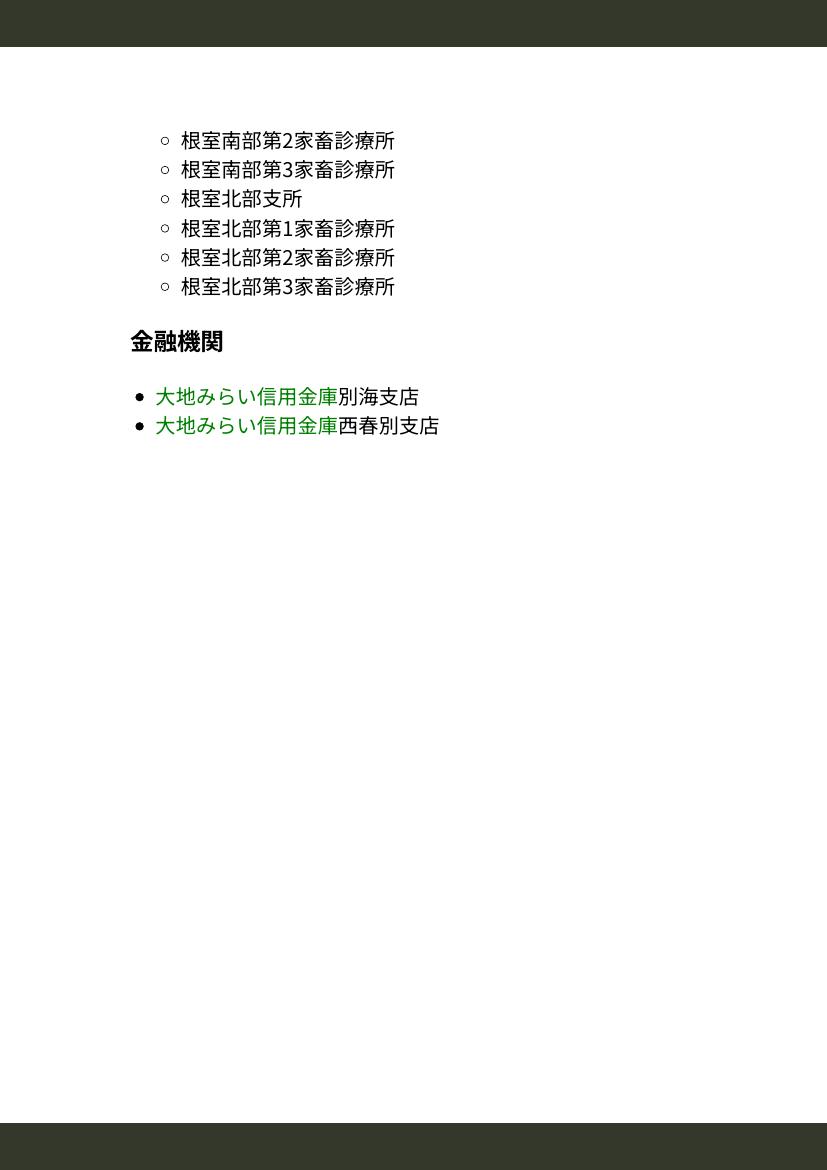 根室南部第2家畜診療所
根室南部第3家畜診療所
根室北部支所
根室北部第1家畜診療所
根室北部第2家畜診療所
根室北部第3家畜診療所
金融機関
大地みらい信用金庫別海支店
大地みらい信用金庫西春別支店